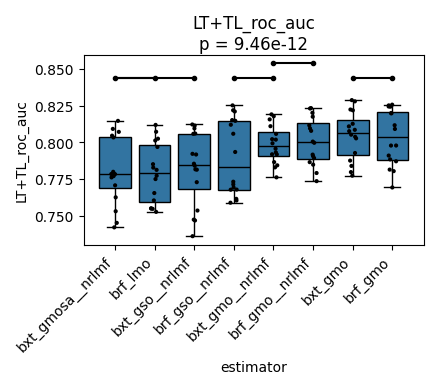 LT+TL_roc_auc
p = 9.46e-12
LT+TL_roc_auc
0.850
0.825
0.800
0.775
0.750
bxt_gmosa__nrlmf
brf_lmo
bxt_gso__nrlmf
brf_gso__nrlmf
bxt_gmo__nrlmf
brf_gmo__nrlmf
bxt_gmo
brf_gmo
estimator